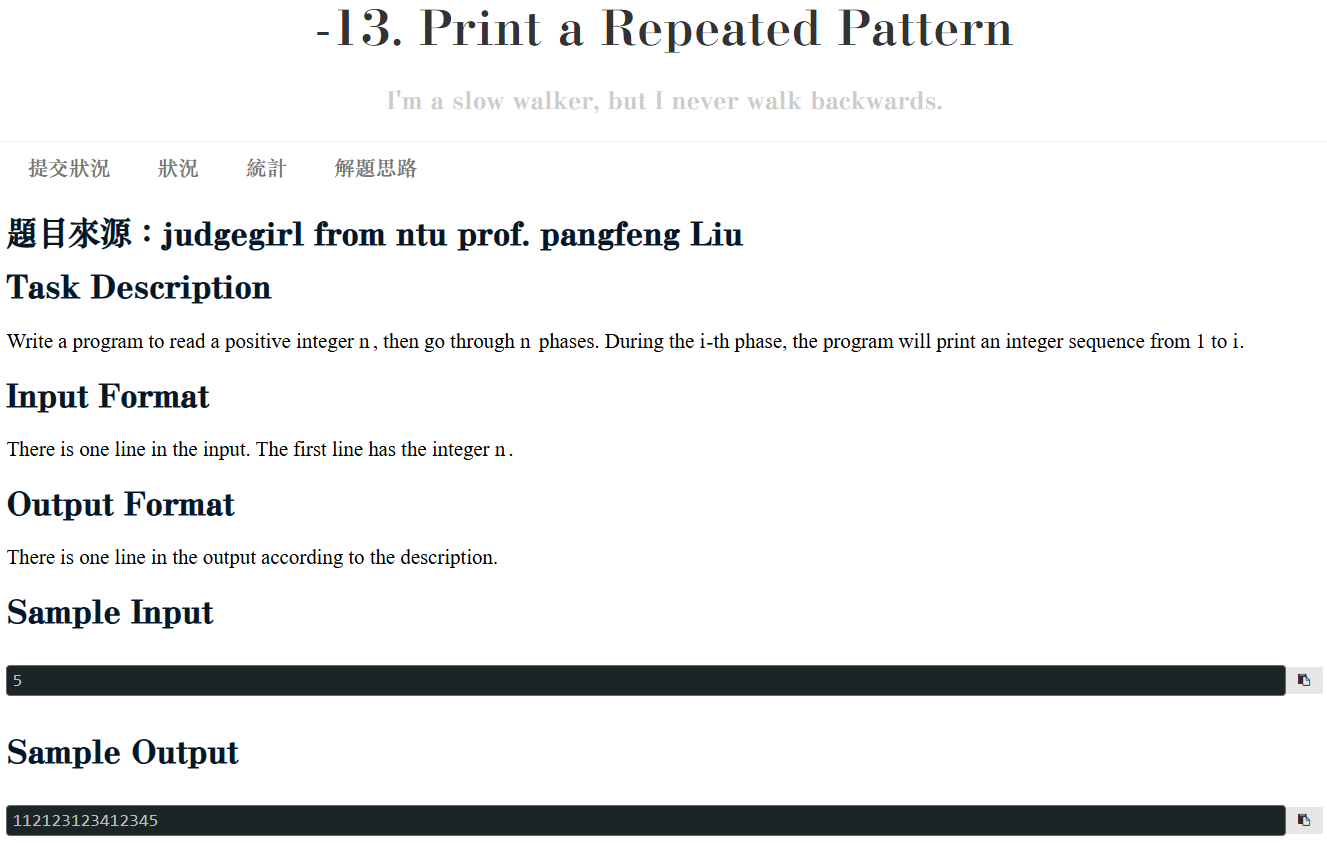 -13. Print a Repeated Pattern
I'm a slow walker, but I never walk backwards.
提交狀況 狀況 統計 解題思路
題目來源：judgegirl from ntu prof. pangfeng Liu
Task Description
Write a program to read a positive integer n, then go through n phases. During the i-th phase, the program will print an integer sequence from 1 to i.
Input Format
There is one line in the input. The first line has the integer n.
Output Format
There is one line in the output according to the description.
Sample Input
5
Sample Output
112123123412345